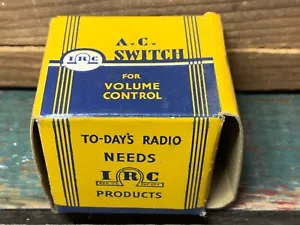 A.C.
SWITCH
IRC
FOR
VOLUME
CONTROL
TO-DAY'S RADIO
NEEDS
IRC
PRODUCTS